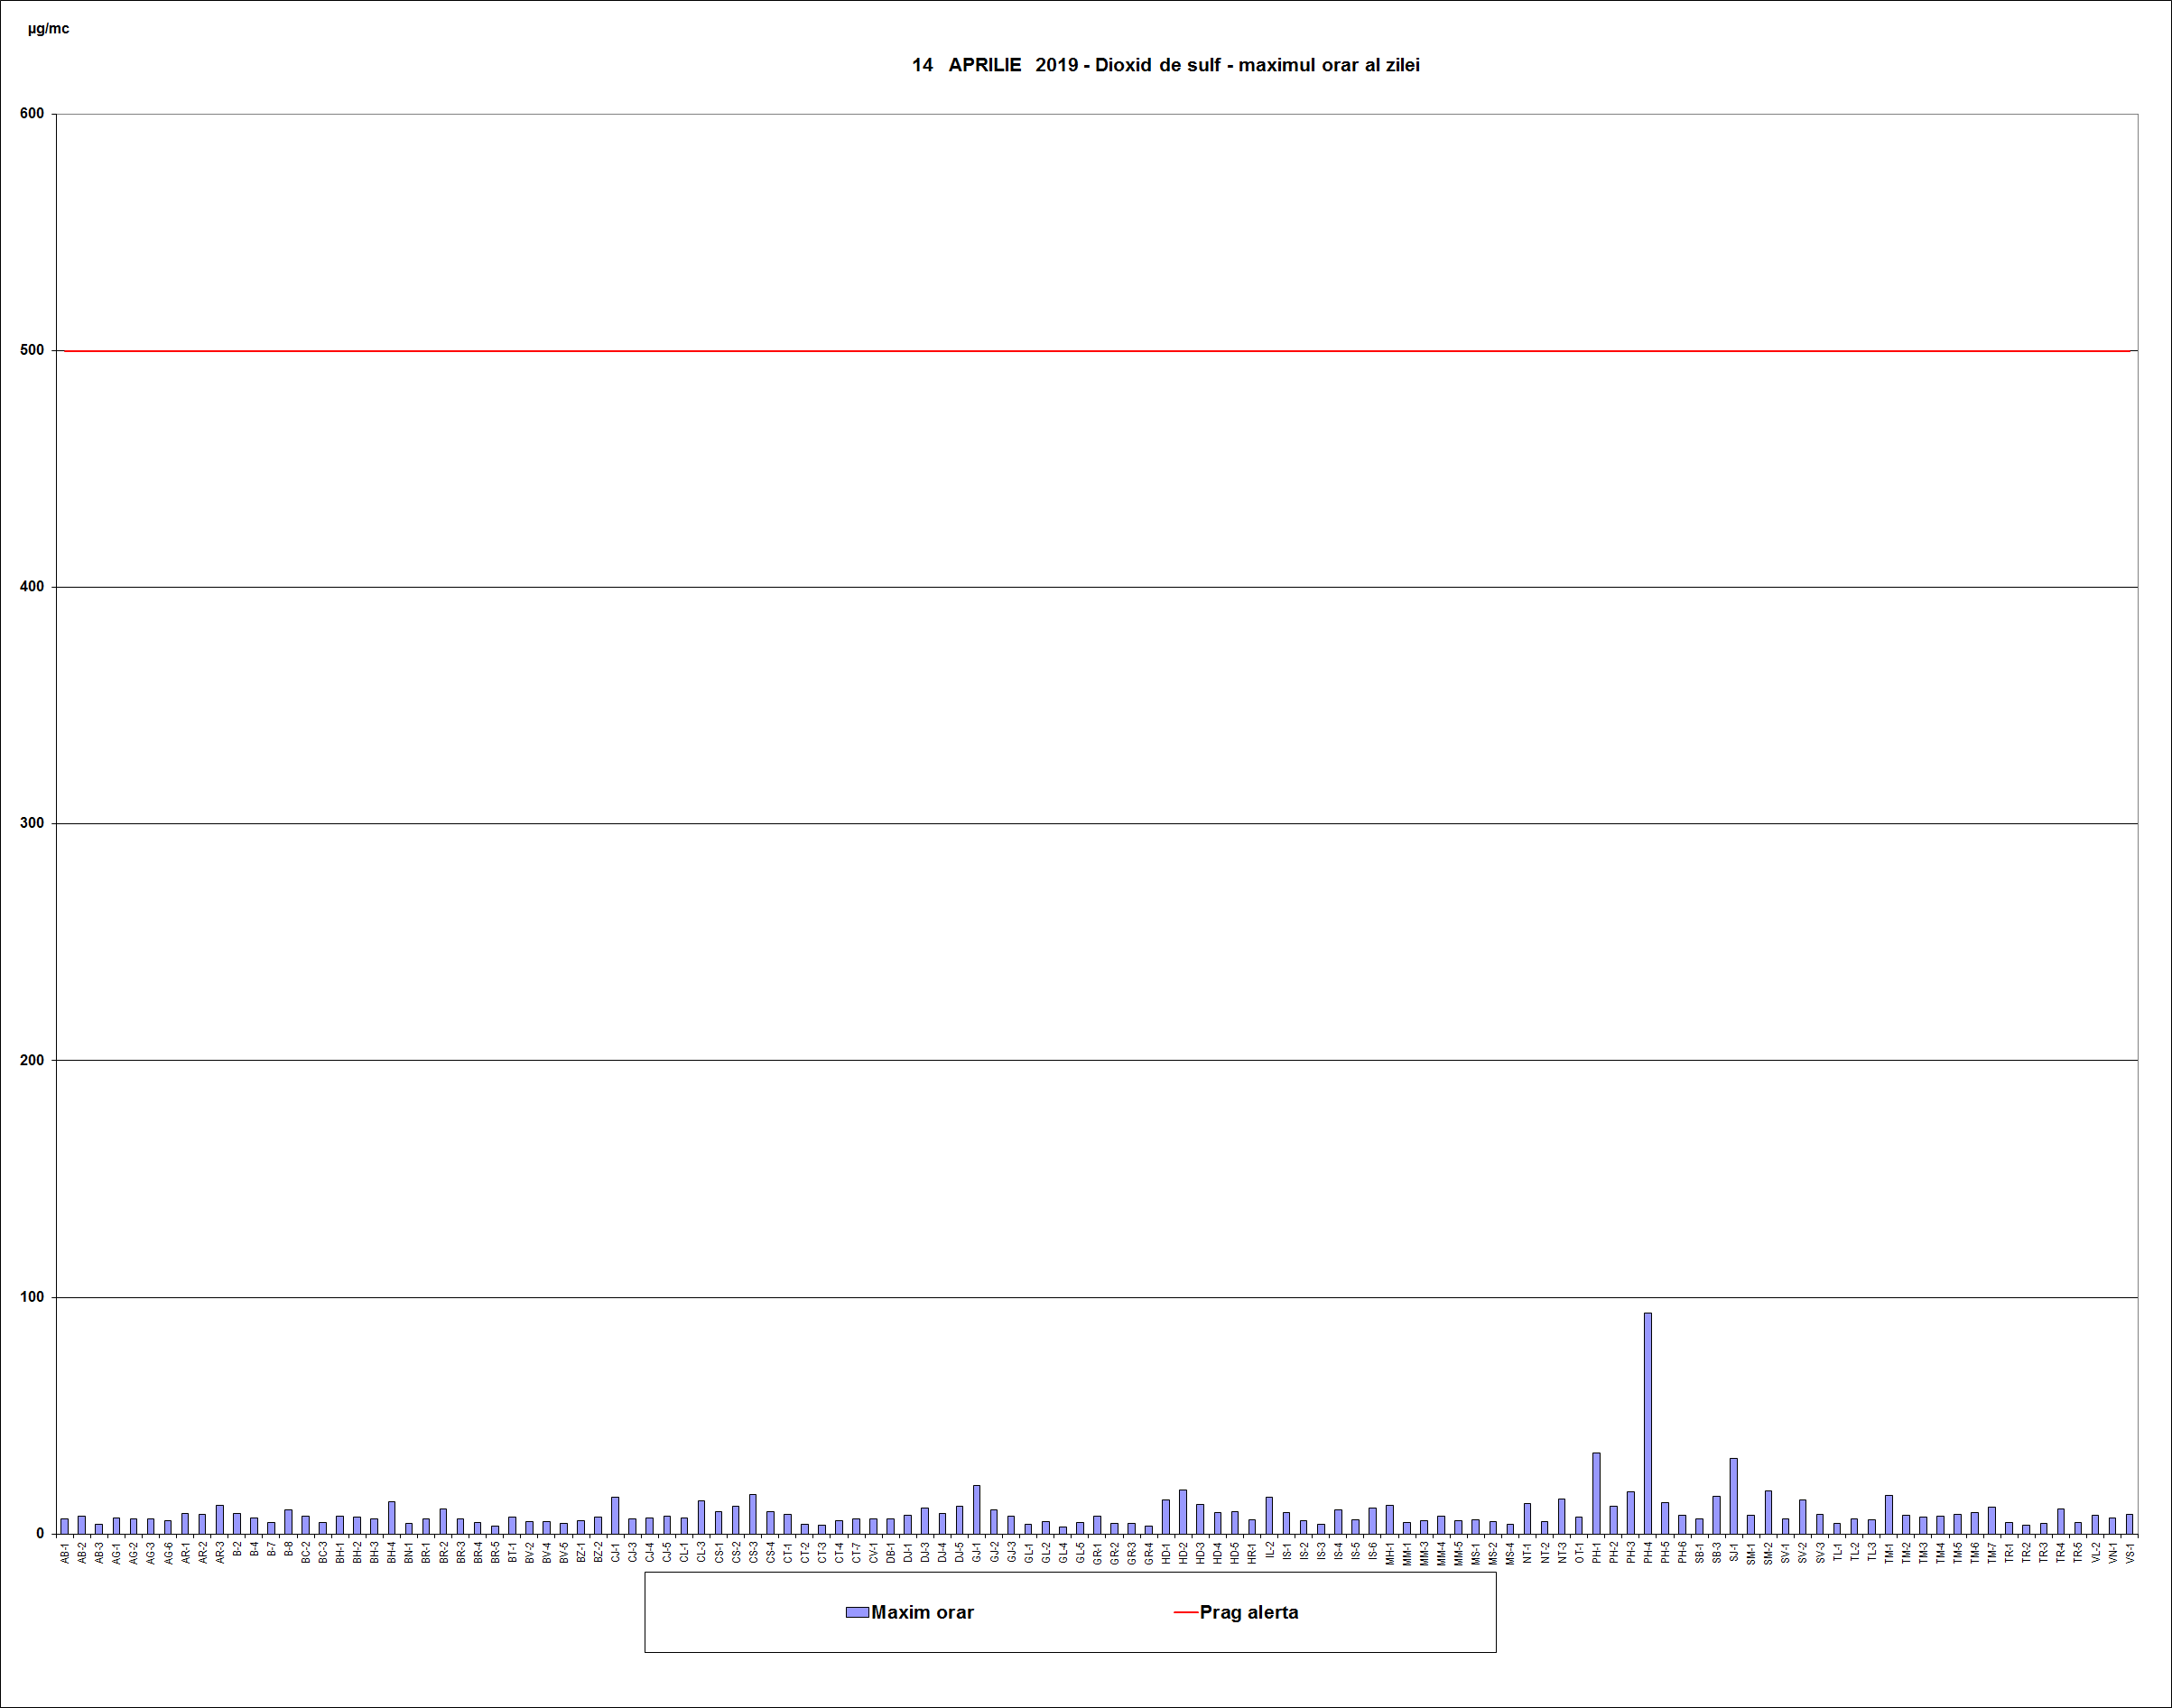 µg/mc
14 APRILIE 2019 - Dioxid de sulf - maximul orar al zilei
600
500
400
300
200
100
0
AB-1 AB-2 AB-3 AG-1 AG-2 AG-3 AG-6 AR-1 AR-2 AR-3 B-2 B-4 B-7 B-8 BC-2 BC-3 BH-1 BH-2 BH-3 BH-4 BN-1 BR-1 BR-2 BR-3 BR-4 BR-5 BT-1 BV-2 BV-4 BV-5 BZ-1 BZ-2 CJ-1 CJ-3 CJ-4 CJ-5 CL-1 CL-3 CS-1 CS-2 CS-3 CS-4 CT-1 CT-2 CT-3 CT-4 CT-7 CV-1 DB-1 DJ-1 DJ-3 DJ-4 DJ-5 GJ-1 GJ-2 GJ-3 GL-1 GL-2 GL-4 GL-5 GR-1 GR-2 GR-3 GR-4 HD-1 HD-2 HD-3 HD-4 HD-5 HR-1 IL-2 IS-1 IS-2 IS-3 IS-4 IS-5 IS-6 MH-1 MM-1 MM-3 MM-4 MM-5 MS-1 MS-2 MS-4 NT-1 NT-2 NT-3 OT-1 PH-1 PH-2 PH-3 PH-4 PH-5 PH-6 SB-1 SB-3 SJ-1 SM-1 SM-2 SV-1 SV-2 SV-3 TL-1 TL-2 TL-3 TM-1 TM-2 TM-3 TM-4 TM-5 TM-6 TM-7 TR-1 TR-2 TR-3 TR-4 TR-5 VL-2 VN-1 VS-1
Maxim orar Prag alerta